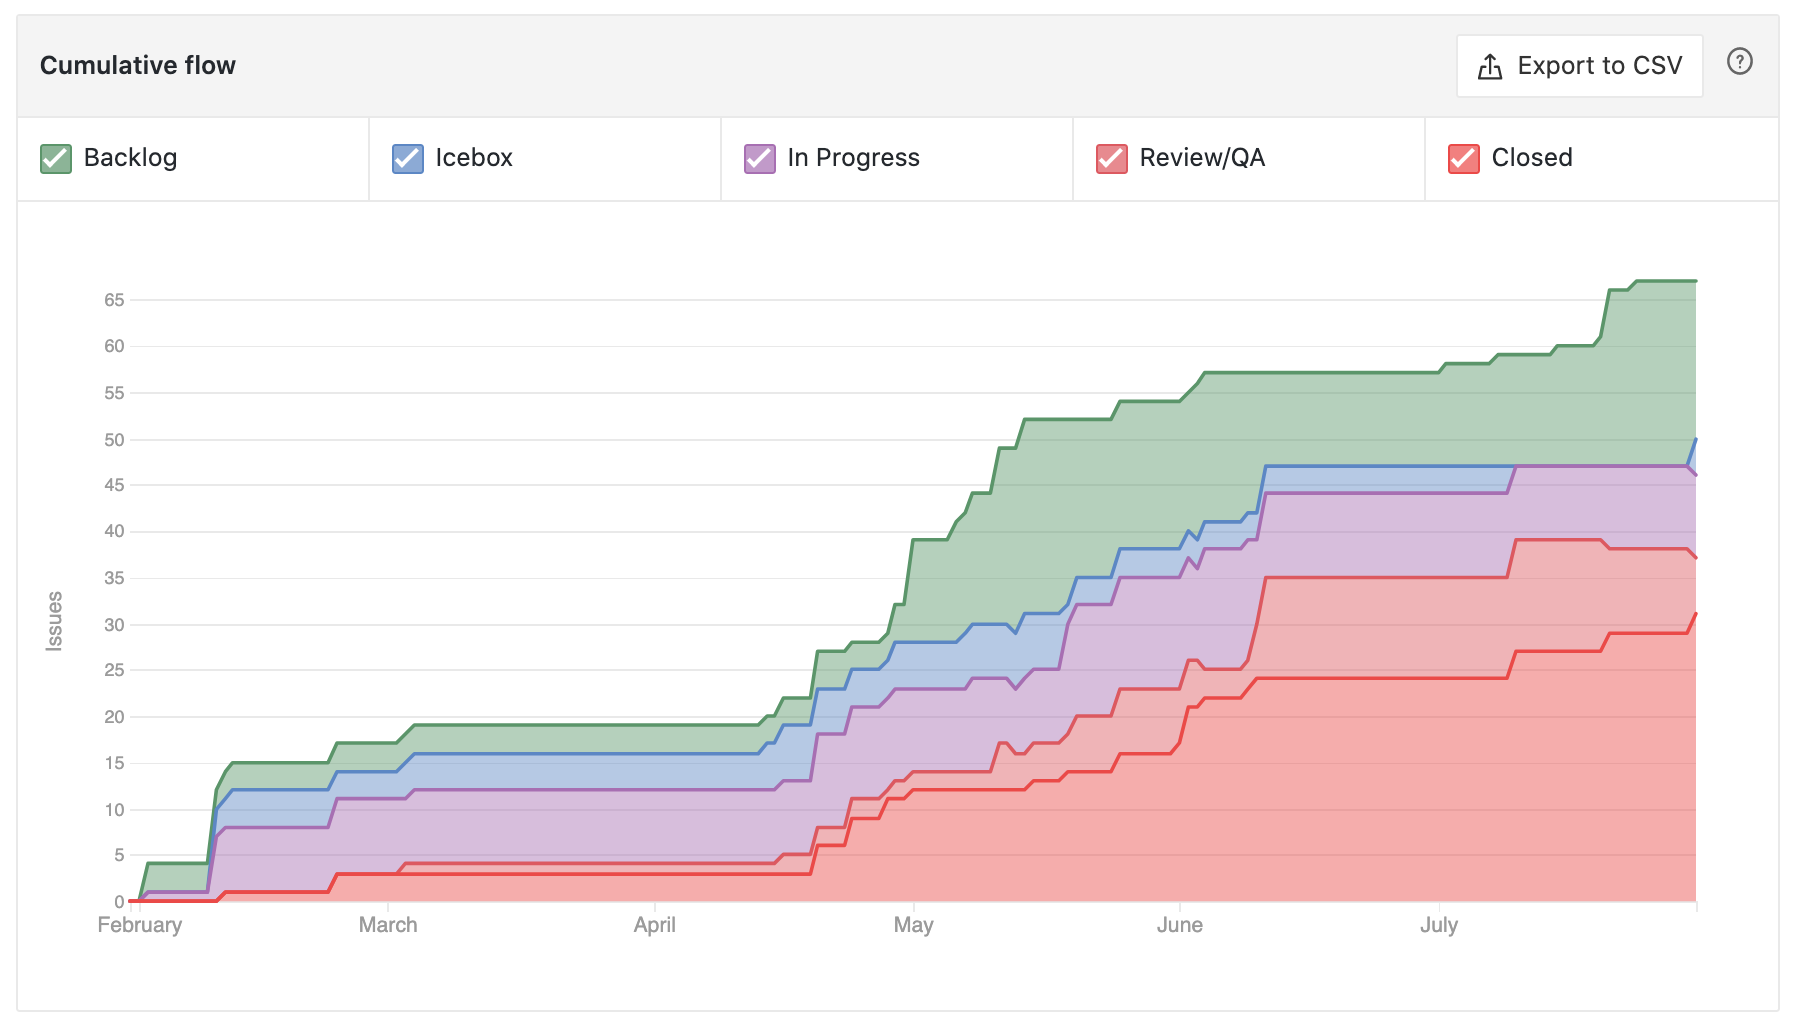 Cumulative flow
Export to CSV
?
Backlog
Icebox
In Progress
Review/QA
Closed
65
60
55
50
45
40
35
30
25
20
15
10
5
0
Issues
February
March
April
May
June
July